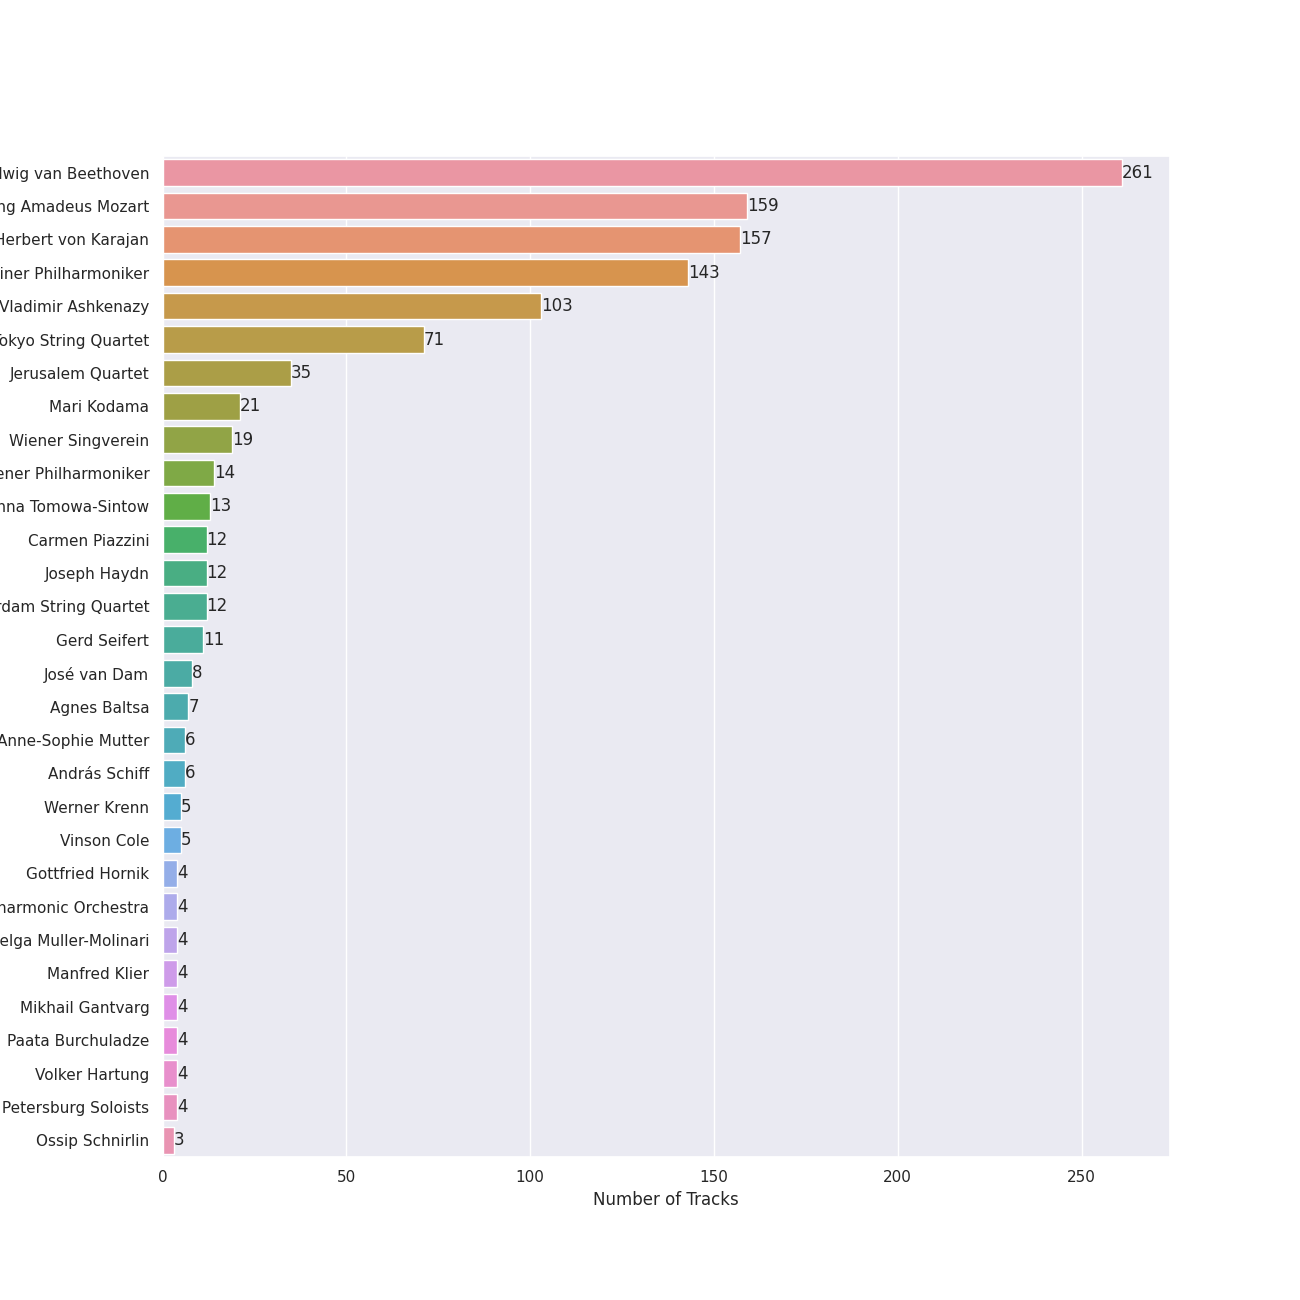 lwig van Beethoven 261
ng Amadeus Mozart 159
Herbert von Karajan 157
iner Philharmoniker 143
Vladimir Ashkenazy 103
Tokyo String Quartet 71
Jerusalem Quartet 35
Mari Kodama 21
Wiener Singverein 19
ener Philharmoniker 14
nna Tomowa-Sintow 13
Carmen Piazzini 12
Joseph Haydn 12
rdam String Quartet 12
Gerd Seifert 11
José van Dam 8
Agnes Baltsa 7
Anne-Sophie Mutter 6
András Schiff 6
Werner Krenn 5
Vinson Cole 5
Gottfried Hornik 4
harmonic Orchestra 4
elga Muller-Molinari 4
Manfred Klier 4
Mikhail Gantvarg 4
Paata Burchuladze 4
Volker Hartung 4
Petersburg Soloists 4
Ossip Schnirlin 3
0 50 100 150 200 250
Number of Tracks